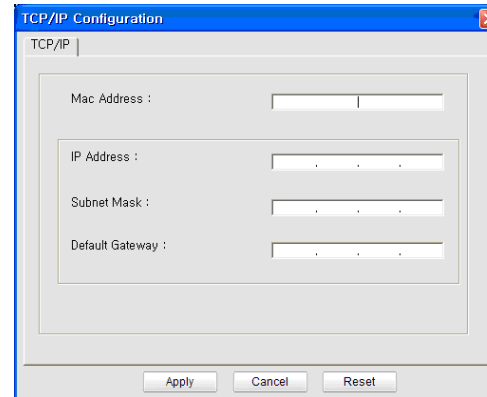 TCP/IP Configuration
TCP/IP
Mac Address :
IP Address :
. . .
Subnet Mask :
. . .
Default Gateway :
. . .
Apply Cancel Reset